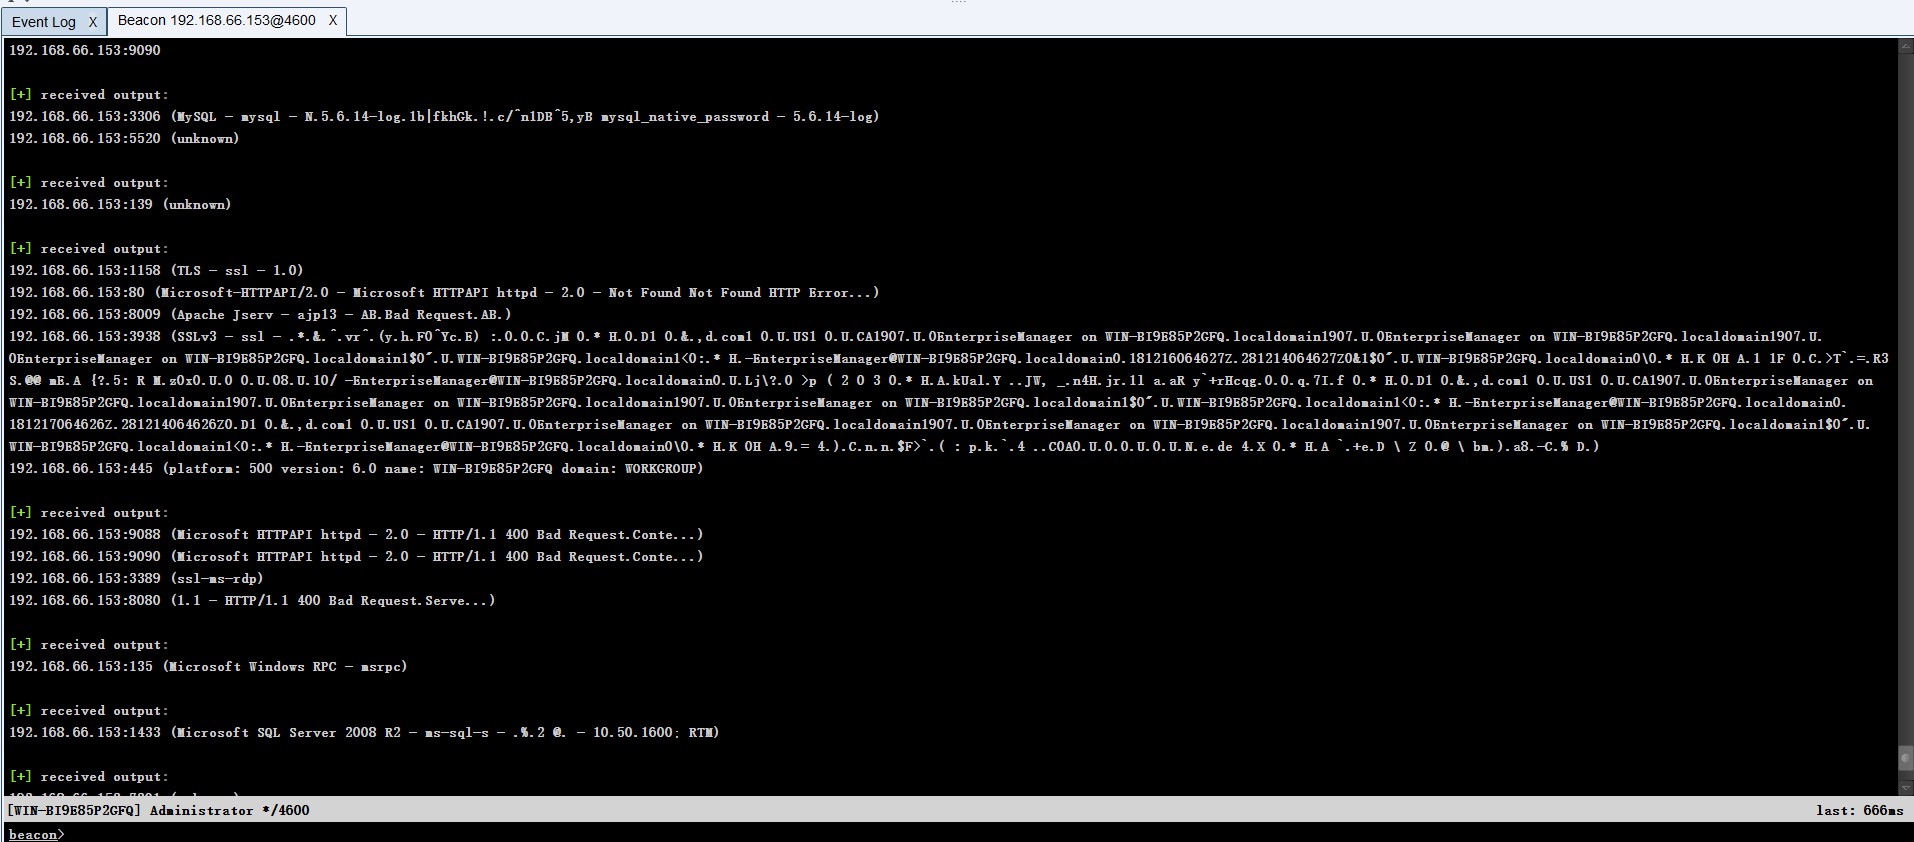 Event Log X Beacon 192.168.66.153@4600 X
192.168.66.153:9090
[+] received output:
192.168.66.153:3306 (MySQL - mysql - N.5.6.14-log.1b|fkhGk.!.c/^n1DB^5,yB mysql_native_password - 5.6.14-log)
192.168.66.153:5520 (unknown)
[+] received output:
192.168.66.153:139 (unknown)
[+] received output:
192.168.66.153:1158 (TLS - ssl - 1.0)
192.168.66.153:80 (Microsoft-HTTPAPI/2.0 - Microsoft HTTPAPI httpd - 2.0 - Not Found Not Found HTTP Error...)
192.168.66.153:8009 (Apache Jserv - ajp13 - AB.Bad Request.AB.)
192.168.66.153:3938 (SSLv3 - ssl - .*.&.^.vr^.(y.h.F0^Yc.E) :.0.0.C.jM 0.* H.0.D1 0.&.,d.com1 0.U.US1 0.U.CA1907.U.0EnterpriseManager on WIN-BI9E85P2GFQ.localdomain1907.U.0EnterpriseManager on WIN-BI9E85P2GFQ.localdomain1907.U.
0EnterpriseManager on WIN-BI9E85P2GFQ.localdomain1$0".U.WIN-BI9E85P2GFQ.localdomain1<0:.* H.-EnterpriseManager@WIN-BI9E85P2GFQ.localdomain0.181216064627Z.281214064627Z0&1$0".U.WIN-BI9E85P2GFQ.localdomain0\0.* H.K 0H A.1 1F 0.C.>T`.=.R3
S.@@ mE.A {?.5: R M.z0x0.U.0 0.U.08.U.10/ -EnterpriseManager@WIN-BI9E85P2GFQ.localdomain0.U.Lj\?.0 >p ( 2 0 3 0.* H.A.kUal.Y ..JW, _.n4H.jr.1l a.aR y`+rHcqg.0.0.q.7I.f 0.* H.0.D1 0.&.,d.com1 0.U.US1 0.U.CA1907.U.0EnterpriseManager on
WIN-BI9E85P2GFQ.localdomain1907.U.0EnterpriseManager on WIN-BI9E85P2GFQ.localdomain1907.U.0EnterpriseManager on WIN-BI9E85P2GFQ.localdomain1$0".U.WIN-BI9E85P2GFQ.localdomain1<0:.* H.-EnterpriseManager@WIN-BI9E85P2GFQ.localdomain0.
181217064626Z.281214064626Z0.D1 0.&.,d.com1 0.U.US1 0.U.CA1907.U.0EnterpriseManager on WIN-BI9E85P2GFQ.localdomain1907.U.0EnterpriseManager on WIN-BI9E85P2GFQ.localdomain1907.U.0EnterpriseManager on WIN-BI9E85P2GFQ.localdomain1$0".U.
WIN-BI9E85P2GFQ.localdomain1<0:.* H.-EnterpriseManager@WIN-BI9E85P2GFQ.localdomain0\0.* H.K 0H A.9.= 4.).C.n.n.$F>`.( : p.k.`.4 ..C0A0.U.0.0.U.0.U.N.e.de 4.X 0.* H.A `.+e.D \ Z 0.@ \ bm.).a8.-C.% D.)
192.168.66.153:445 (platform: 500 version: 6.0 name: WIN-BI9E85P2GFQ domain: WORKGROUP)
[+] received output:
192.168.66.153:9088 (Microsoft HTTPAPI httpd - 2.0 - HTTP/1.1 400 Bad Request.Conte...)
192.168.66.153:9090 (Microsoft HTTPAPI httpd - 2.0 - HTTP/1.1 400 Bad Request.Conte...)
192.168.66.153:3389 (ssl-ms-rdp)
192.168.66.153:8080 (1.1 - HTTP/1.1 400 Bad Request.Serve...)
[+] received output:
192.168.66.153:135 (Microsoft Windows RPC - msrpc)
[+] received output:
192.168.66.153:1433 (Microsoft SQL Server 2008 R2 - ms-sql-s - .%.2 @. - 10.50.1600; RTM)
[+] received output:
[WIN-BI9E85P2GFQ] Administrator */4600 last: 666ms
beacon>